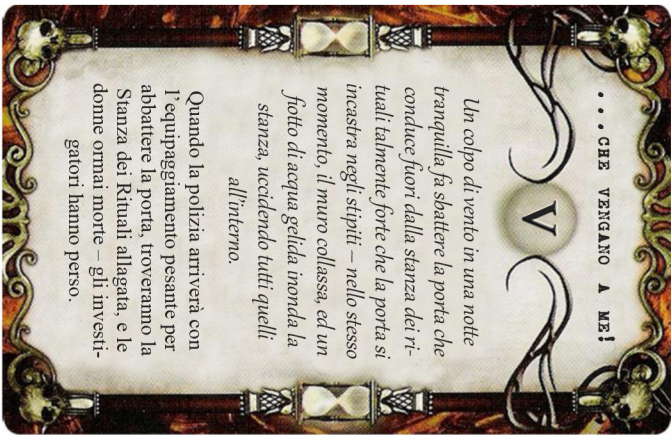 ...CHE VENGANO A ME!
V
Un colpo di vento in una notte
tranquilla fa sbattere la porta che
conduce fuori dalla stanza dei ri-
tuali talmente forte che la porta si
incastra negli stipiti – nello stesso
momento, il muro collassa, ed un
fiotto di acqua gelida inonda la
stanza, uccidendo tutti quelli
all'interno.
Quando la polizia arriverà con
l'equipaggiamento pesante per
abbattere la porta, troveranno la
Stanza dei Rituali allagata, e le
donne ormai morte – gli investi-
gatori hanno perso.